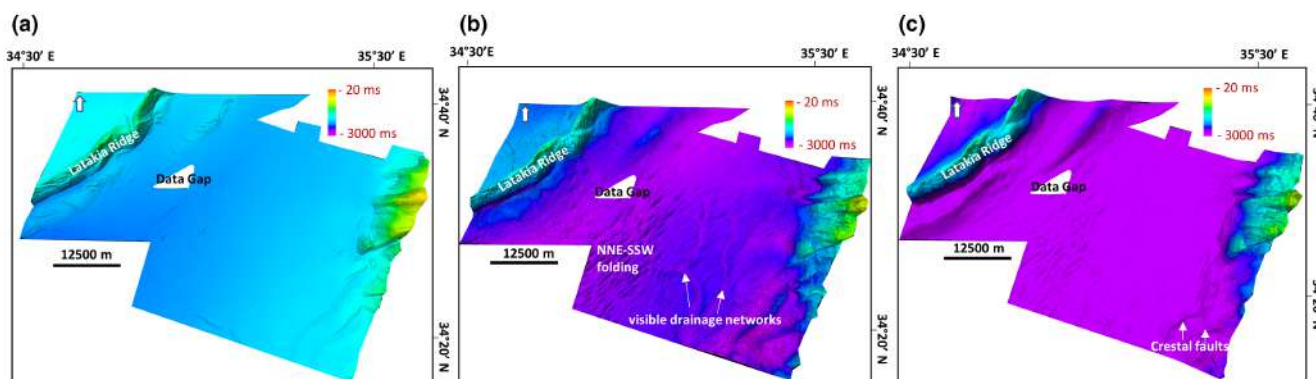 (a)
34°30′ E
35°30′ E
- 20 ms
- 3000 ms
34°40′ N
Latakia Ridge
Data Gap
12500 m
34°20′ N
(b)
34°30′ E
35°30′ E
- 20 ms
- 3000 ms
34°40′ N
Latakia Ridge
Data Gap
12500 m
NNE-SSW
folding
visible drainage networks
34°20′ N
(c)
34°30′ E
35°30′ E
- 20 ms
- 3000 ms
Latakia Ridge
Data Gap
12500 m
Crestal faults
34°20′ N